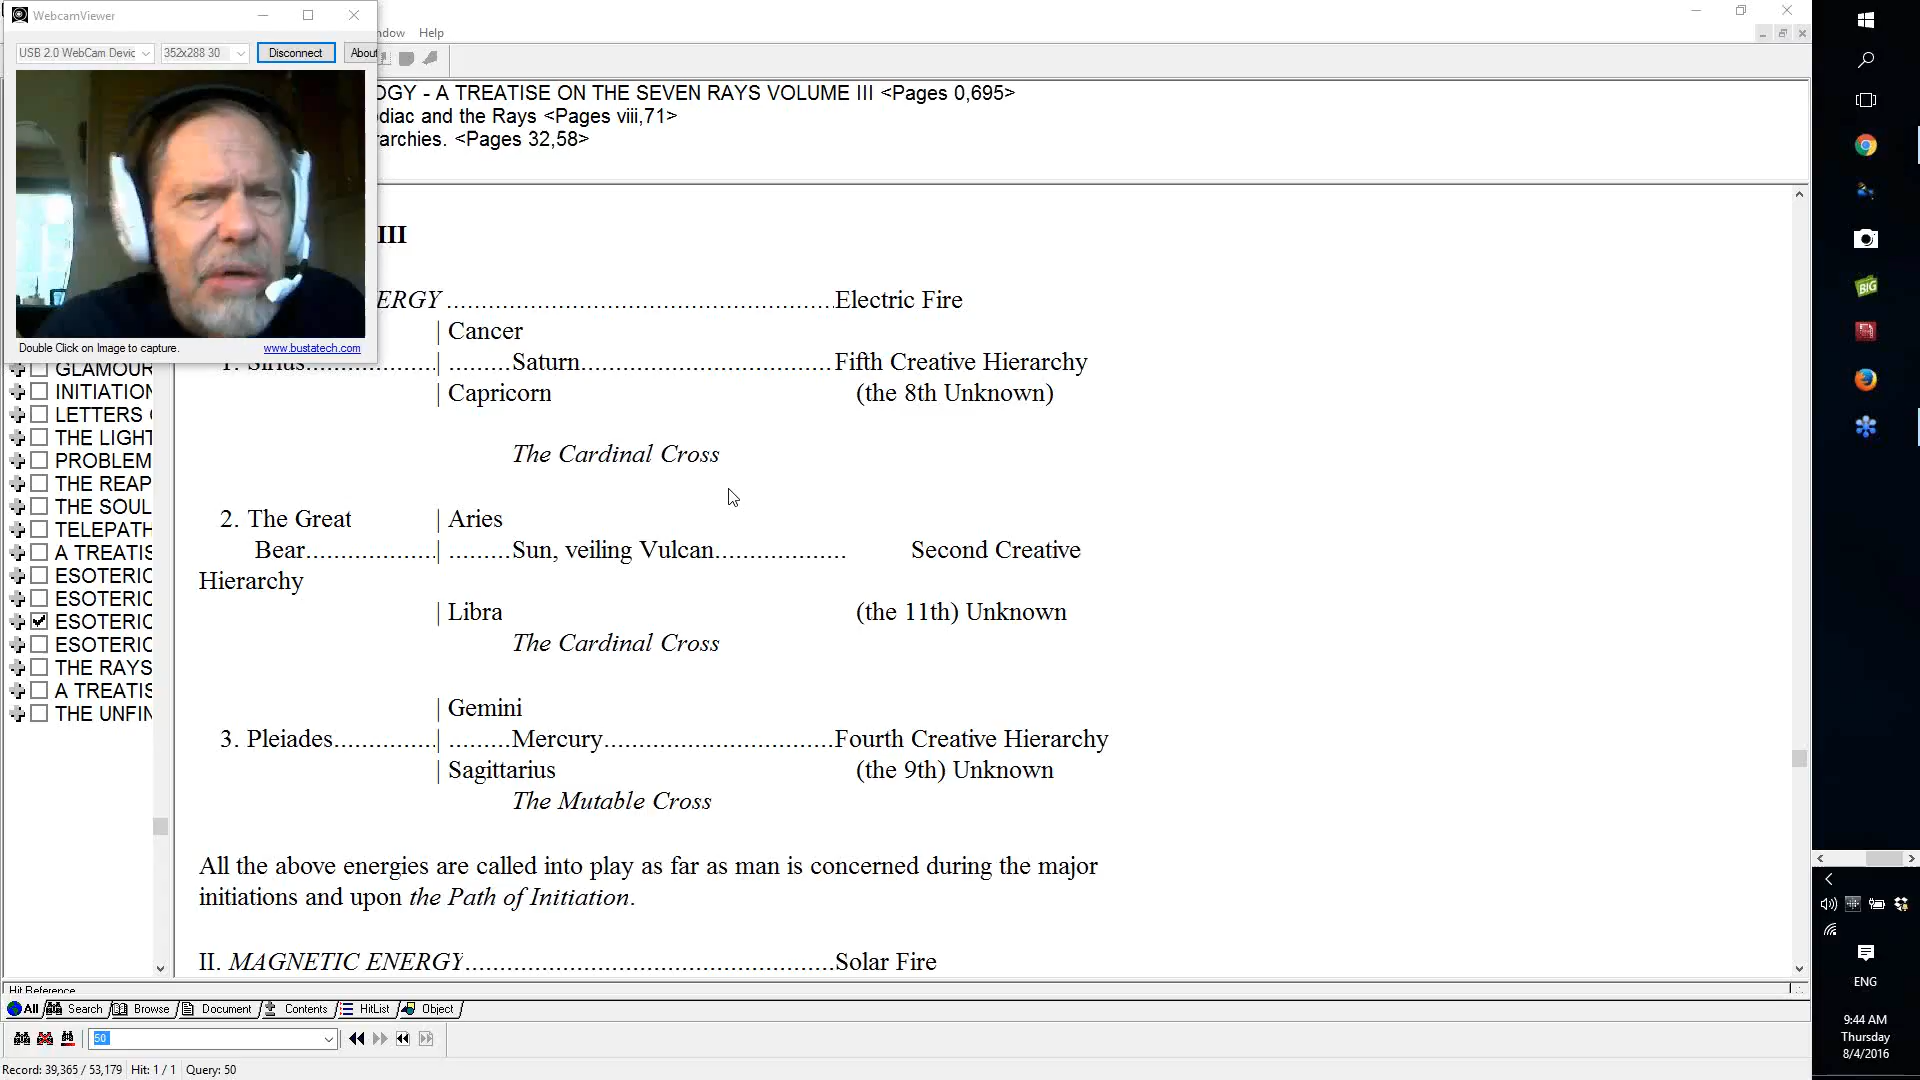 WebcamViewer
USB 2.0 WebCam Devic 352x288 30 Disconnect About
Double Click on Image to capture. www.bustatech.com
ndow Help
OGY - A TREATISE ON THE SEVEN RAYS VOLUME III <Pages 0,695>
diac and the Rays <Pages viii,71>
rarchies. <Pages 32,58>
GLAMOUR
INITIATION
LETTERS
THE LIGHT
PROBLEM
THE REAP
THE SOUL
TELEPATH
A TREATIS
ESOTERIC
ESOTERIC
ESOTERIC
ESOTERIC
THE RAYS
A TREATIS
THE UNFIN
III
ERGY ........................................................Electric Fire
| Cancer
1. Sirius....................| .........Saturn.....................................Fifth Creative Hierarchy
| Capricorn (the 8th Unknown)
The Cardinal Cross
2. The Great | Aries
Bear...................| .........Sun, veiling Vulcan................... Second Creative
Hierarchy
| Libra (the 11th) Unknown
The Cardinal Cross
| Gemini
3. Pleiades...............| .........Mercury.................................Fourth Creative Hierarchy
| Sagittarius (the 9th) Unknown
The Mutable Cross
All the above energies are called into play as far as man is concerned during the major
initiations and upon the Path of Initiation.
II. MAGNETIC ENERGY.....................................................Solar Fire
Hit Reference
All Search Browse Document Contents HitList Object
50
Record: 39,365 / 53,179 Hit: 1 / 1 Query: 50
BIG
ENG
9:44 AM
Thursday
8/4/2016